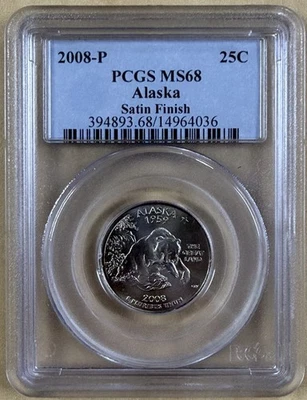 2008-P 25C
PCGS MS68
Alaska
Satin Finish
394893.68/14964036
ALASKA
1959
THE
GREAT
LAND
2008
E PLURIBUS UNUM